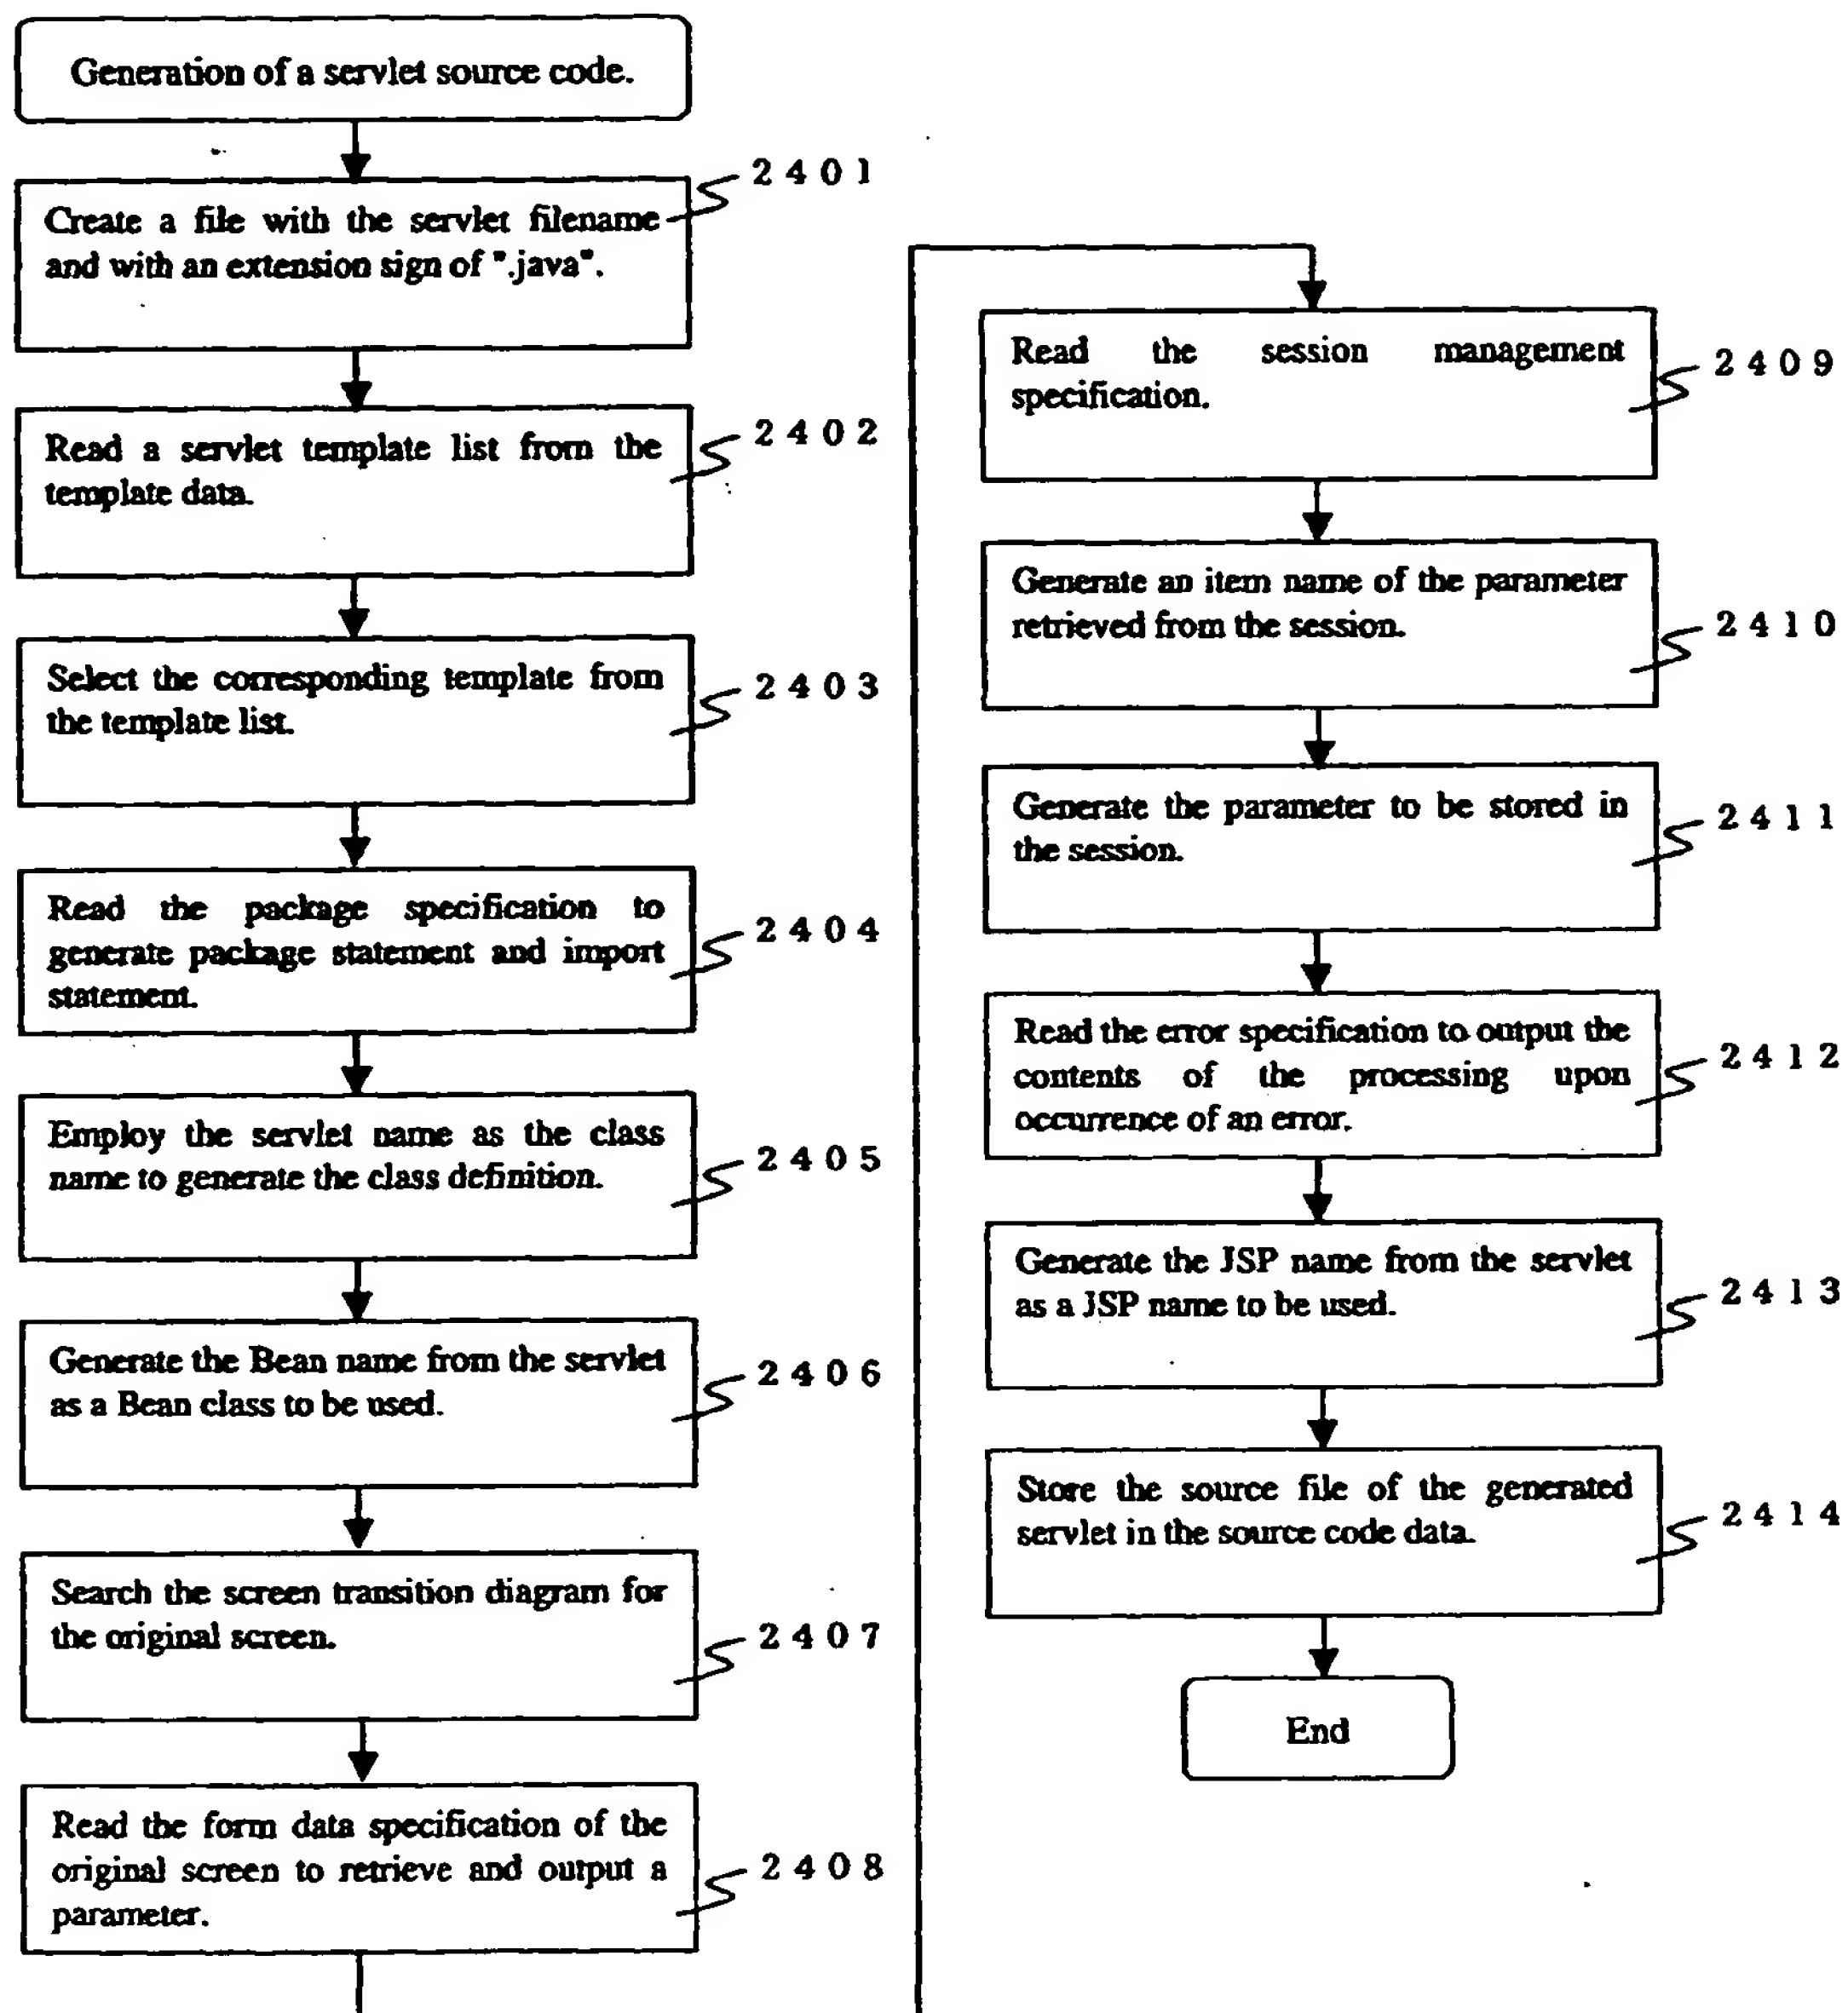 Generation of a servlet source code.
2401
Create a file with the servlet filename
and with an extension sign of ".java".
2402
Read a servlet template list from the
template data.
2403
Select the corresponding template from
the template list.
2404
Read the package specification to
generate package statement and import
statement.
2405
Employ the servlet name as the class
name to generate the class definition.
2406
Generate the Bean name from the servlet
as a Bean class to be used.
2407
Search the screen transition diagram for
the original screen.
2408
Read the form data specification of the
original screen to retrieve and output a
parameter.
2409
Read the session management
specification.
2410
Generate an item name of the parameter
retrieved from the session.
2411
Generate the parameter to be stored in
the session.
2412
Read the error specification to output the
contents of the processing upon
occurrence of an error.
2413
Generate the JSP name from the servlet
as a JSP name to be used.
2414
Store the source file of the generated
servlet in the source code data.
End